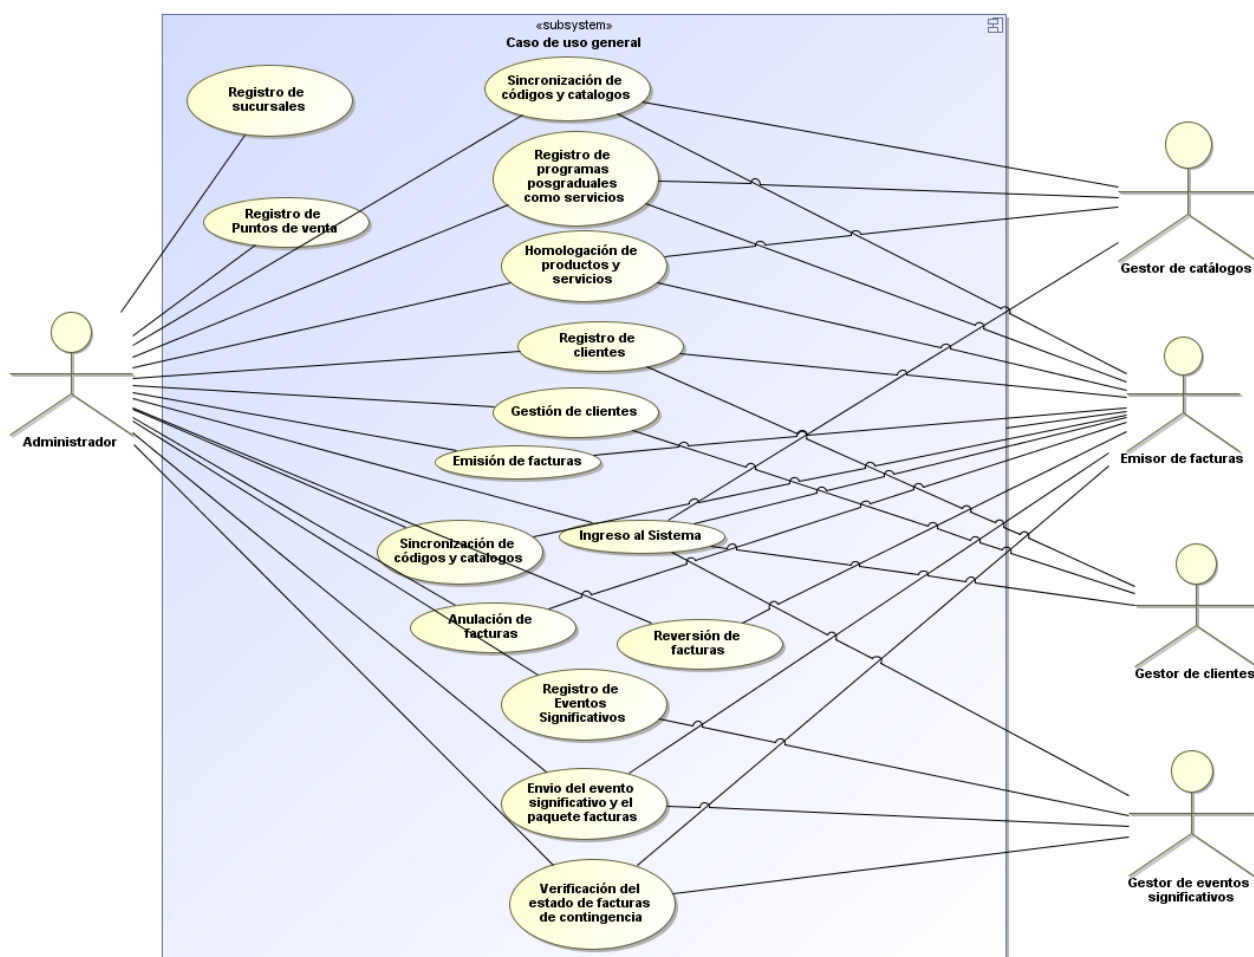 «subsystem»
Caso de uso general
Registro de
sucursales
Sincronización de
códigos y catalogos
Registro de
programas
posgraduales
como servicios
Registro de
Puntos de venta
Homologación de
productos y
servicios
Gestor de catálogos
Registro de
clientes
Administrador
Gestión de clientes
Emisión de facturas
Emisor de facturas
Sincronización de
códigos y catalogos
Ingreso al Sistema
Anulación de
facturas
Reversión de
facturas
Gestor de clientes
Registro de
Eventos
Significativos
Envio del evento
significativo y el
paquete facturas
Verificación del
estado de facturas
de contingencia
Gestor de eventos
significativos